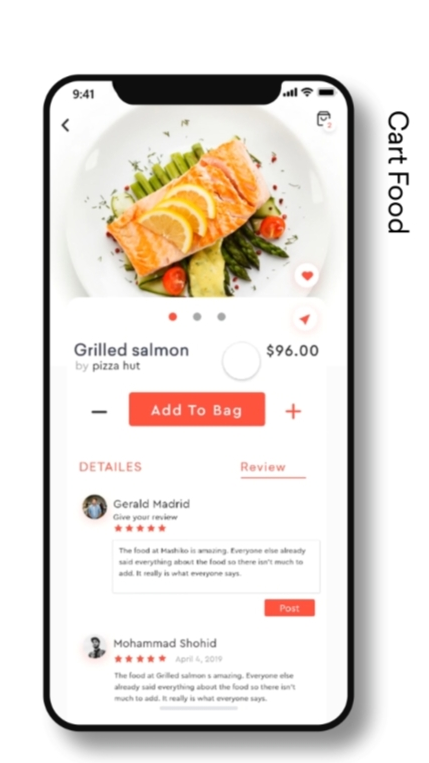 9:41
Cart Food
Grilled salmon
$96.00
by pizza hut
Add To Bag
DETAILES
Review
Gerald Madrid
Give your review
The food at Mashiko is amazing. Everyone else already
said everything about the food so there isn't much to
add. It really is what everyone says.
Post
Mohammad Shohid
April 4, 2019
The food at Grilled salmon s amazing. Everyone else
already said everything about the food so there isn't
much to add. It really is what everyone says.